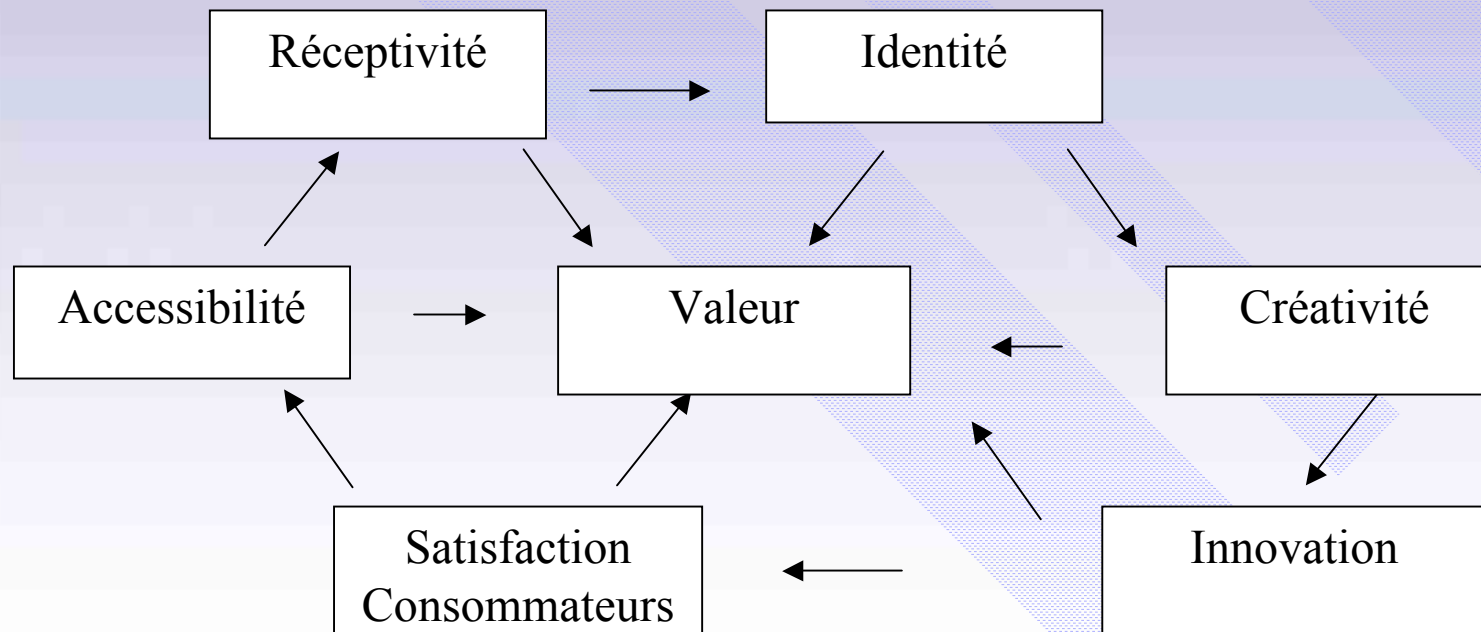 Réceptivité
Identité
Accessibilité
Valeur
Créativité
Satisfaction
Consommateurs
Innovation